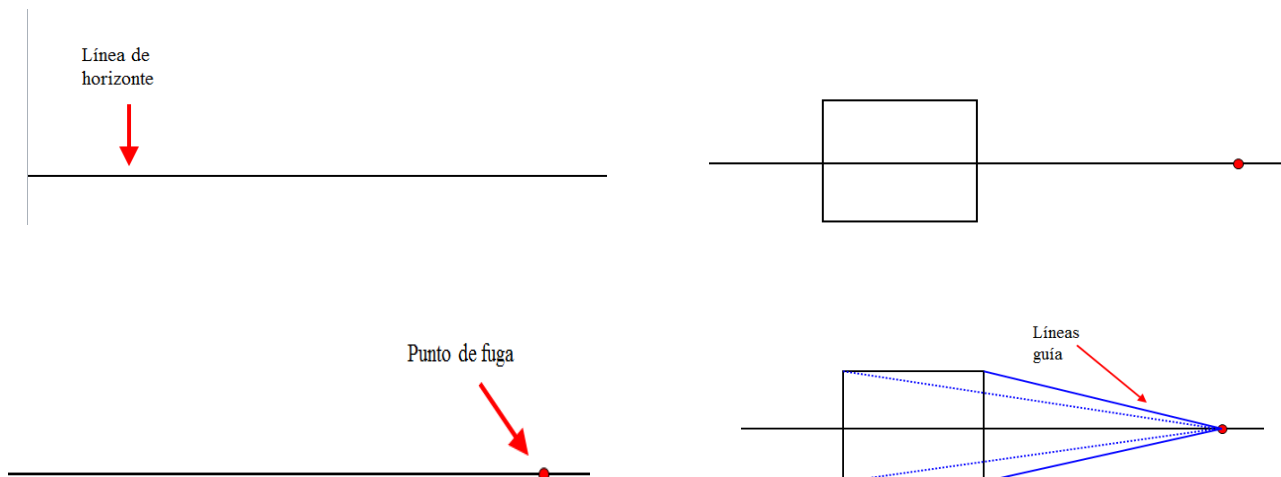 Línea de
horizonte
Punto de fuga
Líneas
guía